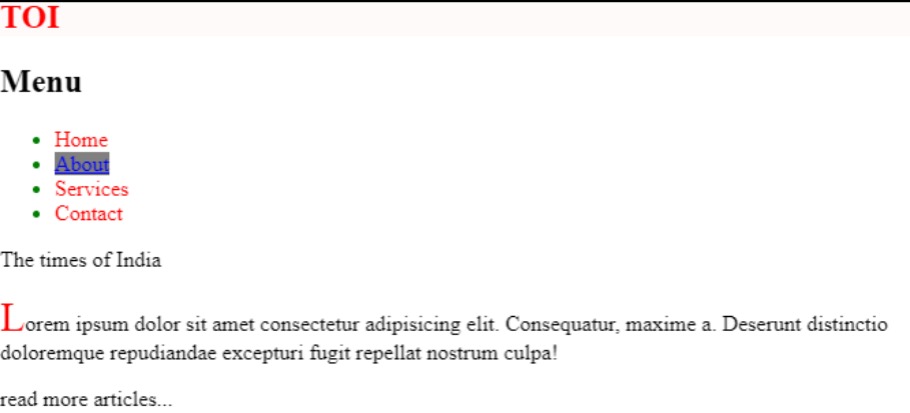 TOI
Menu
Home
About
Services
Contact
The times of India
Lorem ipsum dolor sit amet consectetur adipisicing elit. Consequatur, maxime a. Deserunt distinctio
doloremque repudiandae excepturi fugit repellat nostrum culpa!
read more articles...